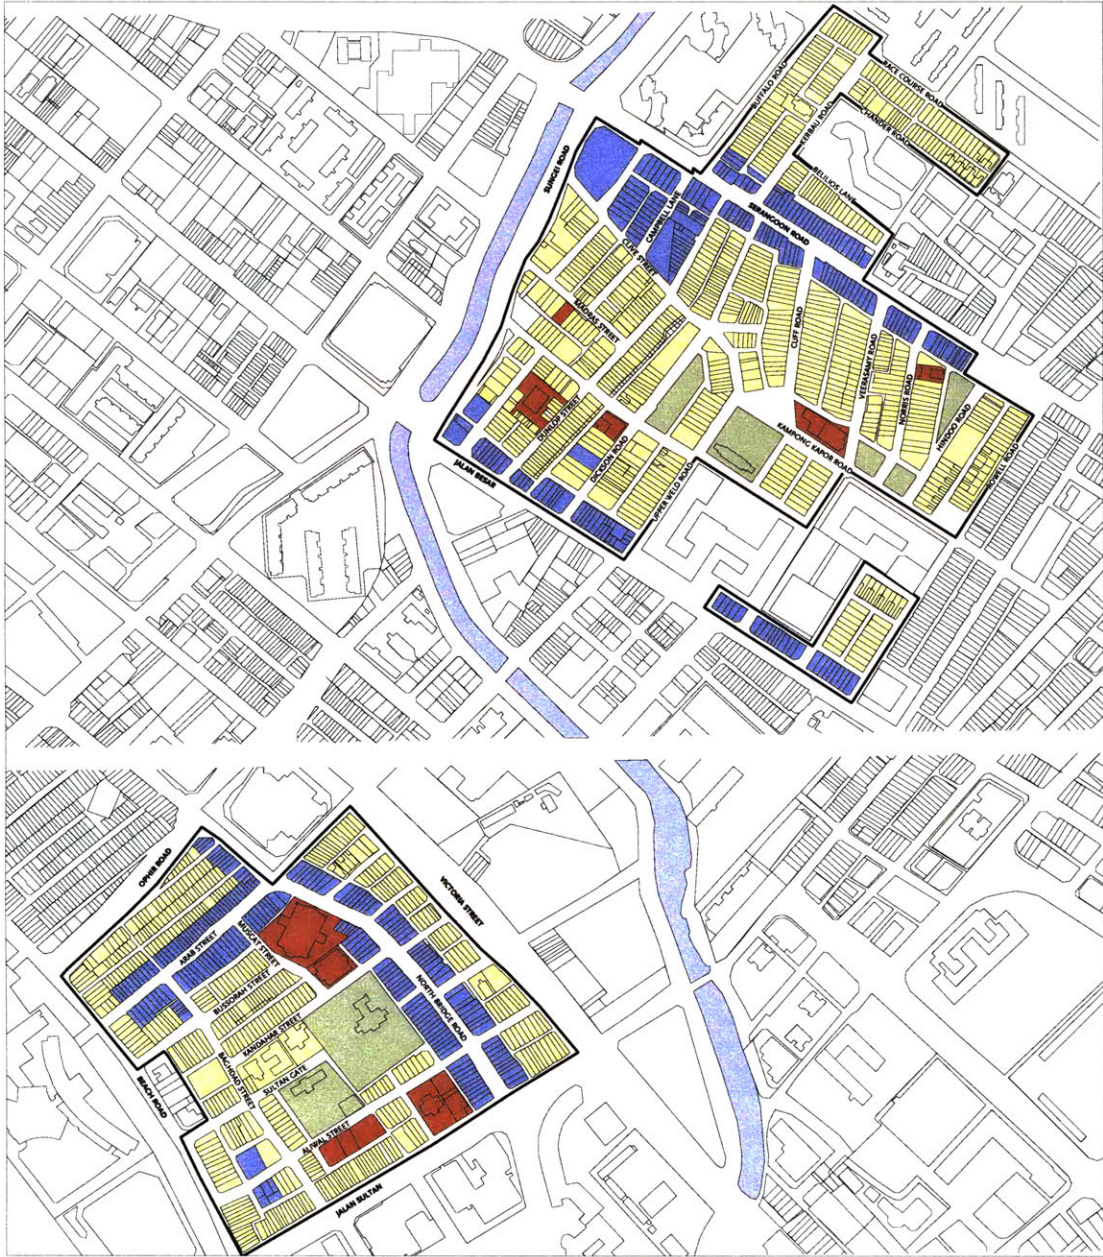 BUFFALO ROAD
RACE COURSE ROAD
KERBAU ROAD
CHANDER ROAD
BELILIOS LANE
SUNGEI ROAD
SERANGOON ROAD
CAMPBELL LANE
CLIVE STREET
MADRAS STREET
CUFF ROAD
VEERASAMY ROAD
NORRIS ROAD
HINDOO ROAD
ROWELL ROAD
DUNLOP STREET
DICKSON ROAD
KAMPONG KAPOR ROAD
JALAN BESAR
UPPER WELD ROAD
OPHIR ROAD
VICTORIA STREET
ARAB STREET
MUSCAT STREET
BUSSORAH STREET
NORTH BRIDGE ROAD
KANDAHAR STREET
BAGHDAD STREET
SULTAN GATE
BEACH ROAD
ALIWAL STREET
JALAN SULTAN